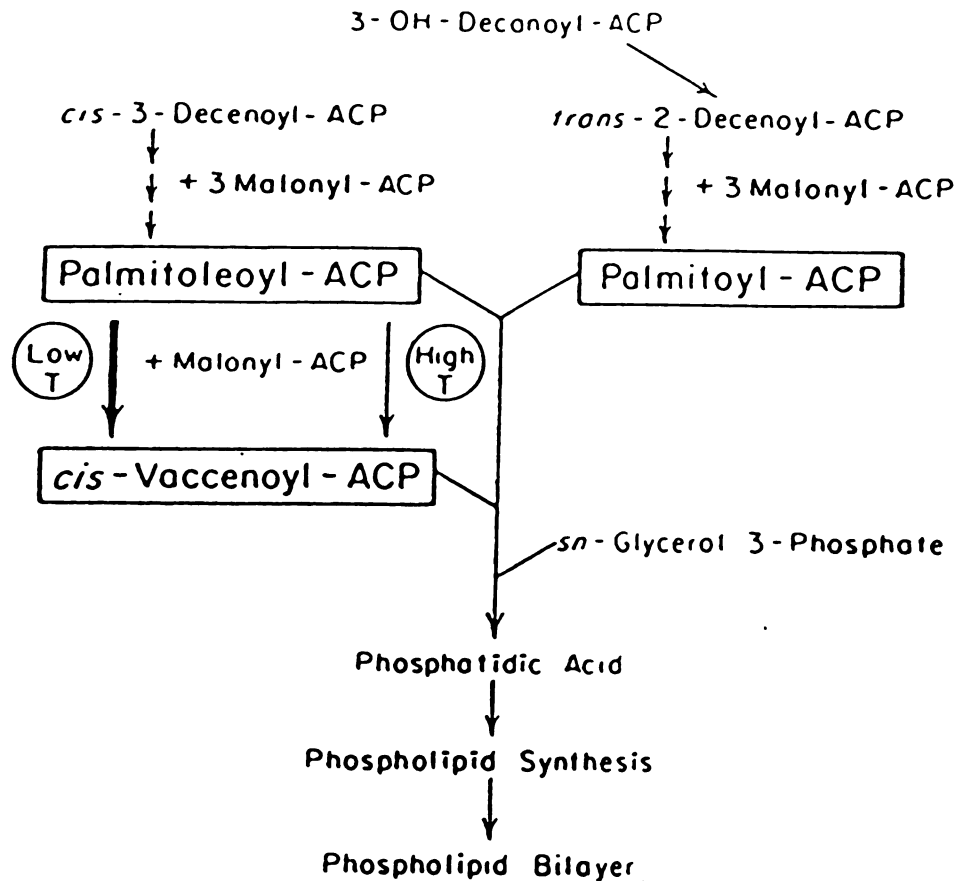 3-OH-Decanoyl-ACP
cis-3-Decenoyl-ACP
trans-2-Decenoyl-ACP
+ 3 Malonyl-ACP
+ 3 Malonyl-ACP
Palmitoleoyl-ACP
Palmitoyl-ACP
Low
T
+ Malonyl-ACP
High
T
cis-Vaccenoyl-ACP
sn-Glycerol 3-Phosphate
Phosphatidic Acid
Phospholipid Synthesis
Phospholipid Bilayer